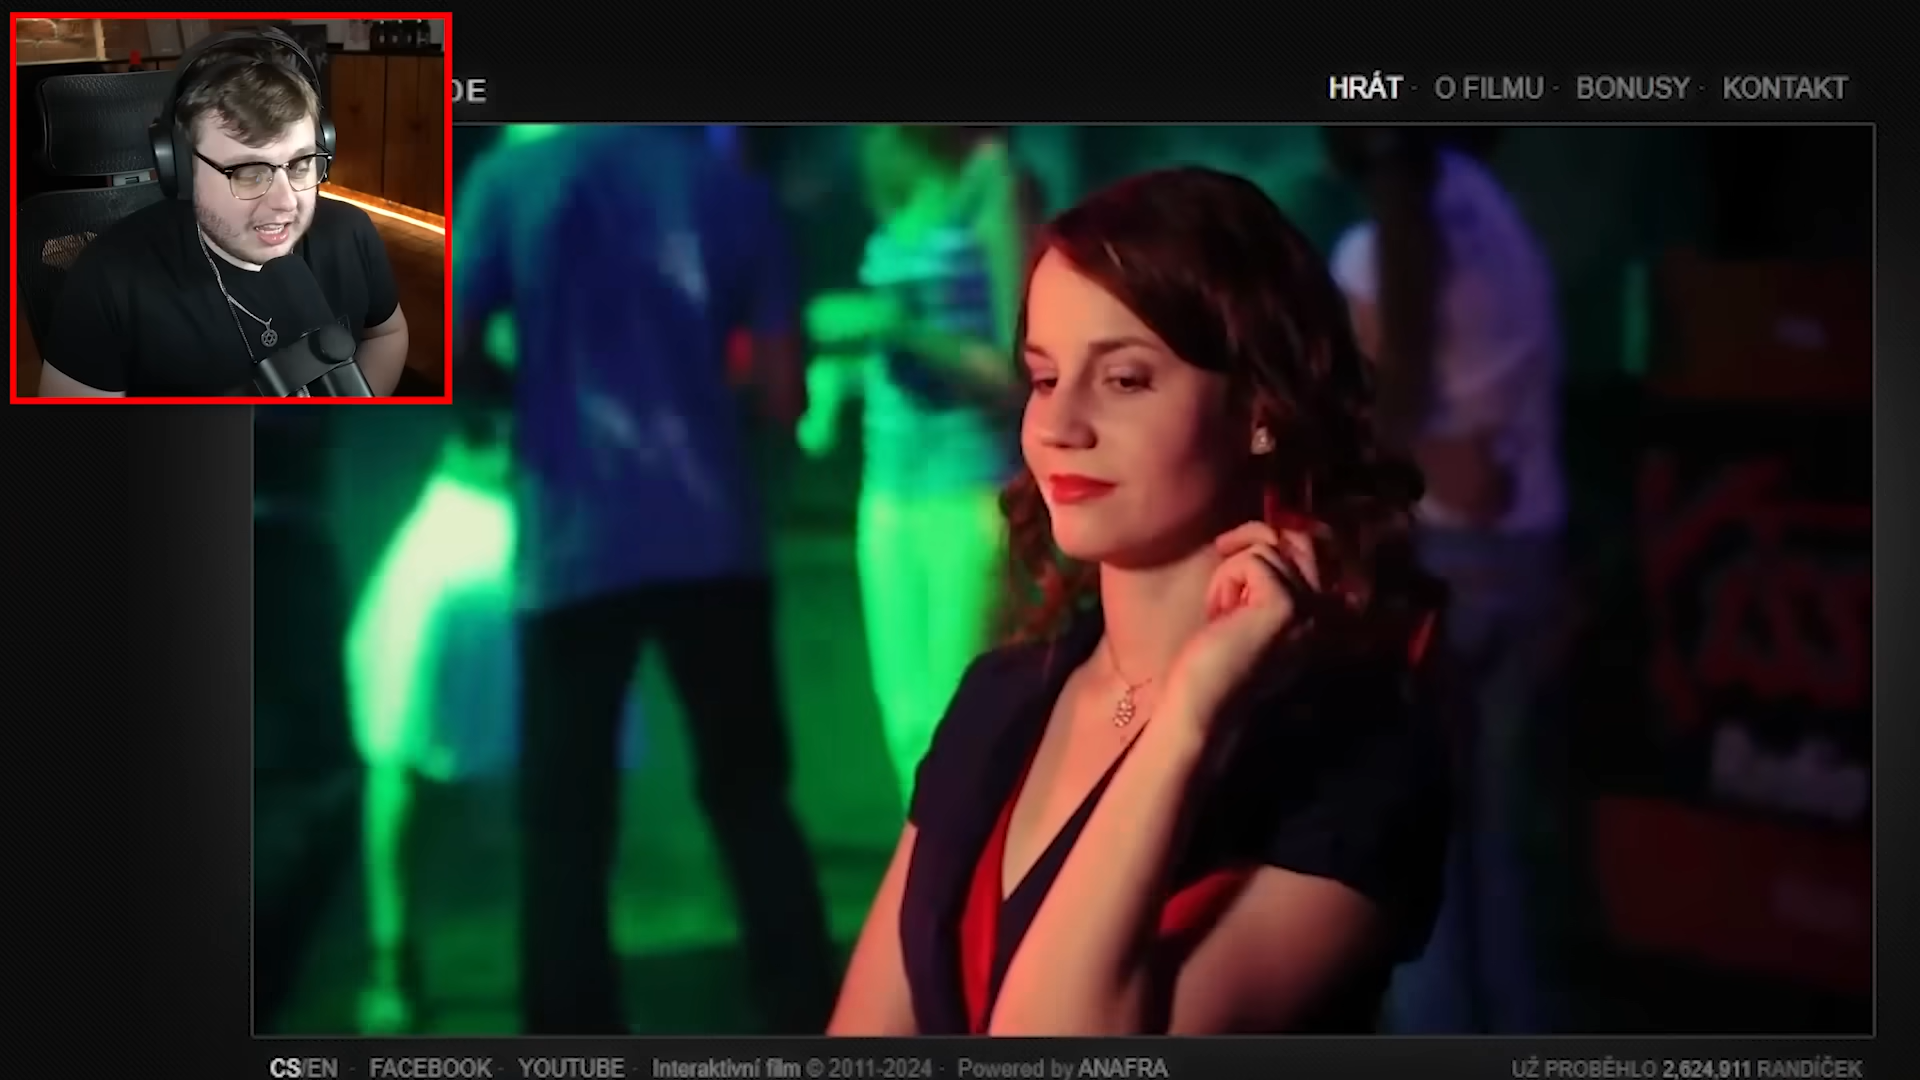 DE
HRÁT · O FILMU · BONUSY · KONTAKT
Kiss
CS/EN · FACEBOOK · YOUTUBE · Interaktivní film © 2011-2024 · Powered by ANAFRA
UŽ PROBĚHLO 2,624,911 RANDÍČEK